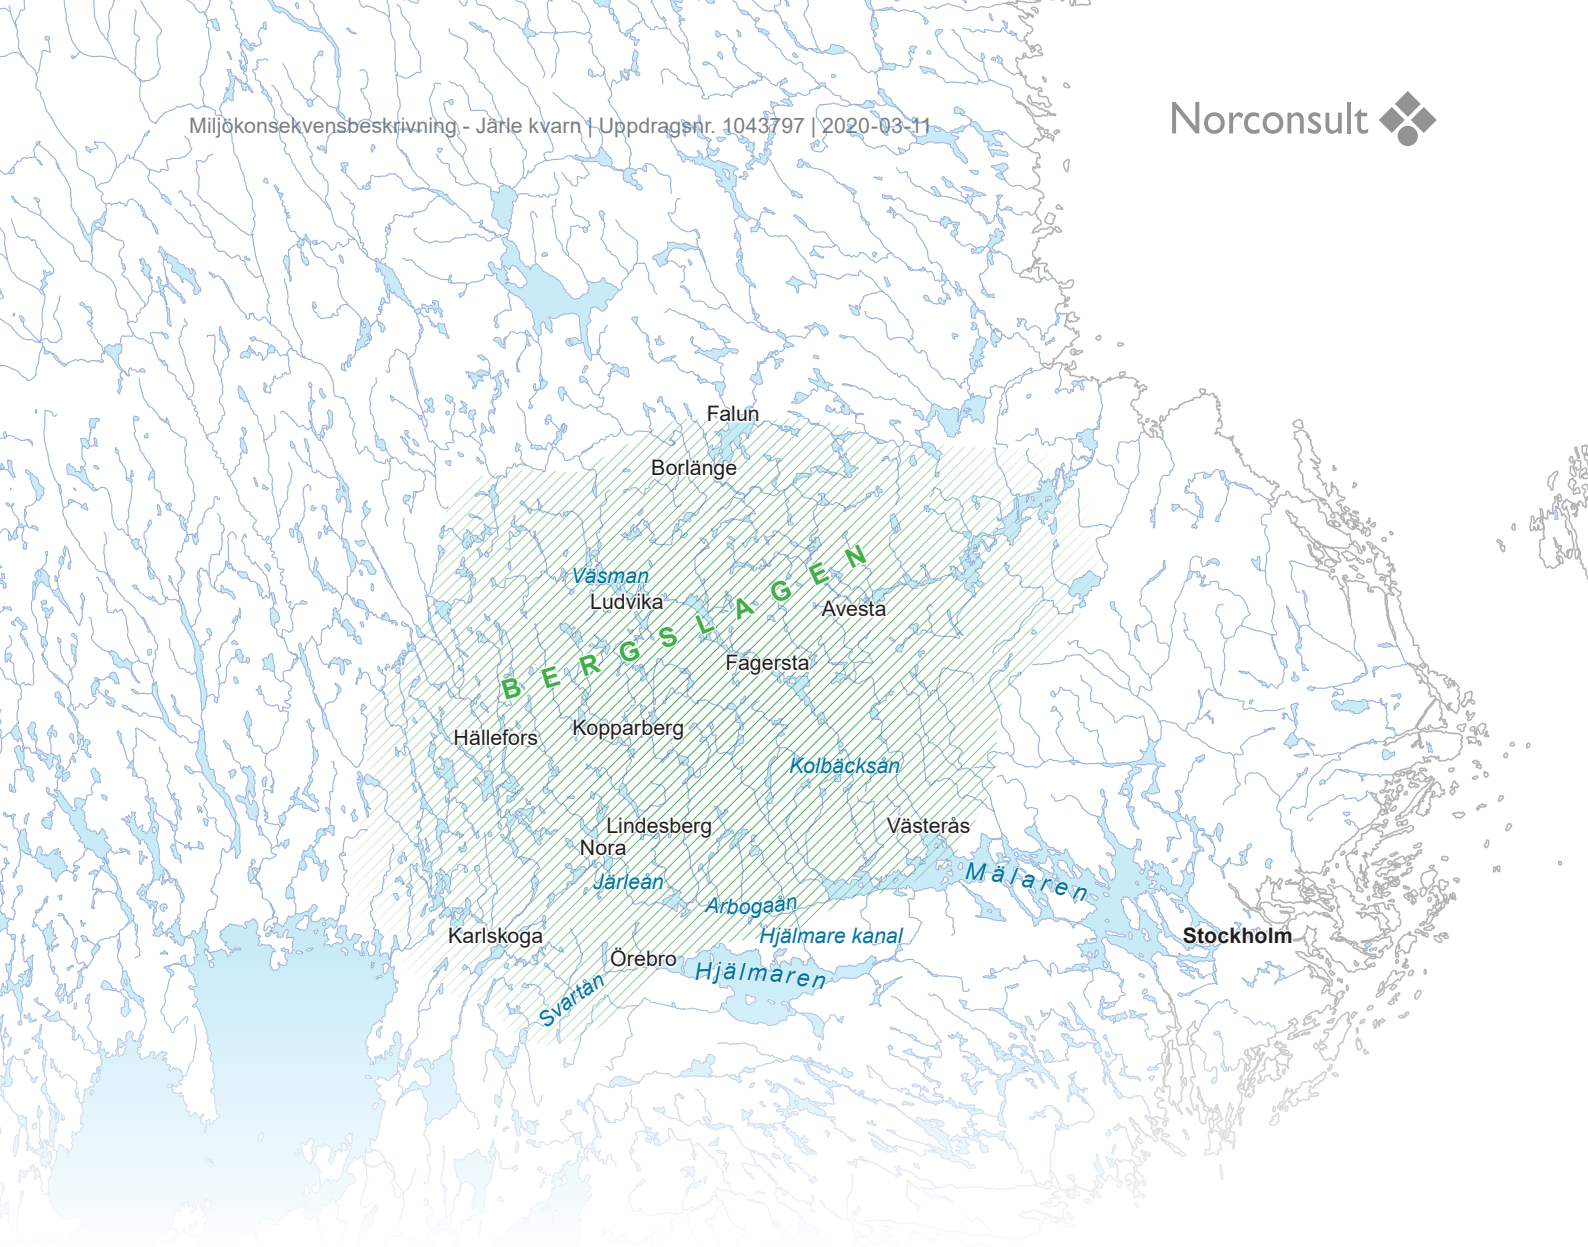 Miljökonsekvensbeskrivning - Järle kvarn | Uppdragsnr. 1043797 | 2020-03-11
Norconsult
Falun
Borlänge
Väsman
Ludvika
Avesta
BERGSLAGEN
Fagersta
Kopparberg
Hällefors
Kolbäcksån
Lindesberg
Västerås
Nora
Järleån
Mälaren
Arbogaån
Karlskoga
Hjälmare kanal
Stockholm
Örebro
Hjälmaren
Svartån